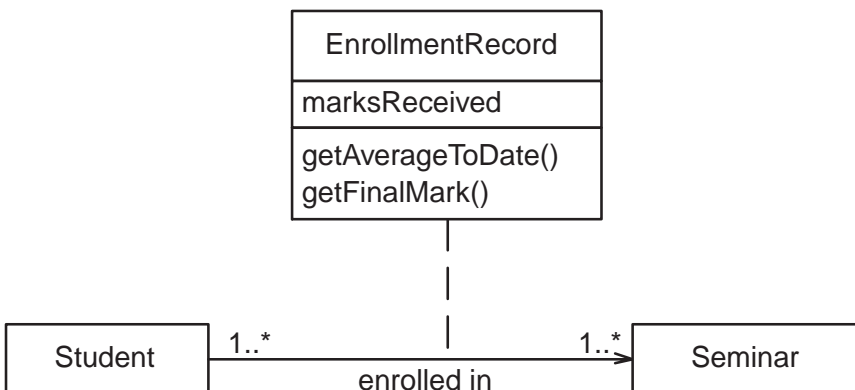 EnrollmentRecord
marksReceived
getAverageToDate()
getFinalMark()
Student
1..*
1..*
Seminar
enrolled in